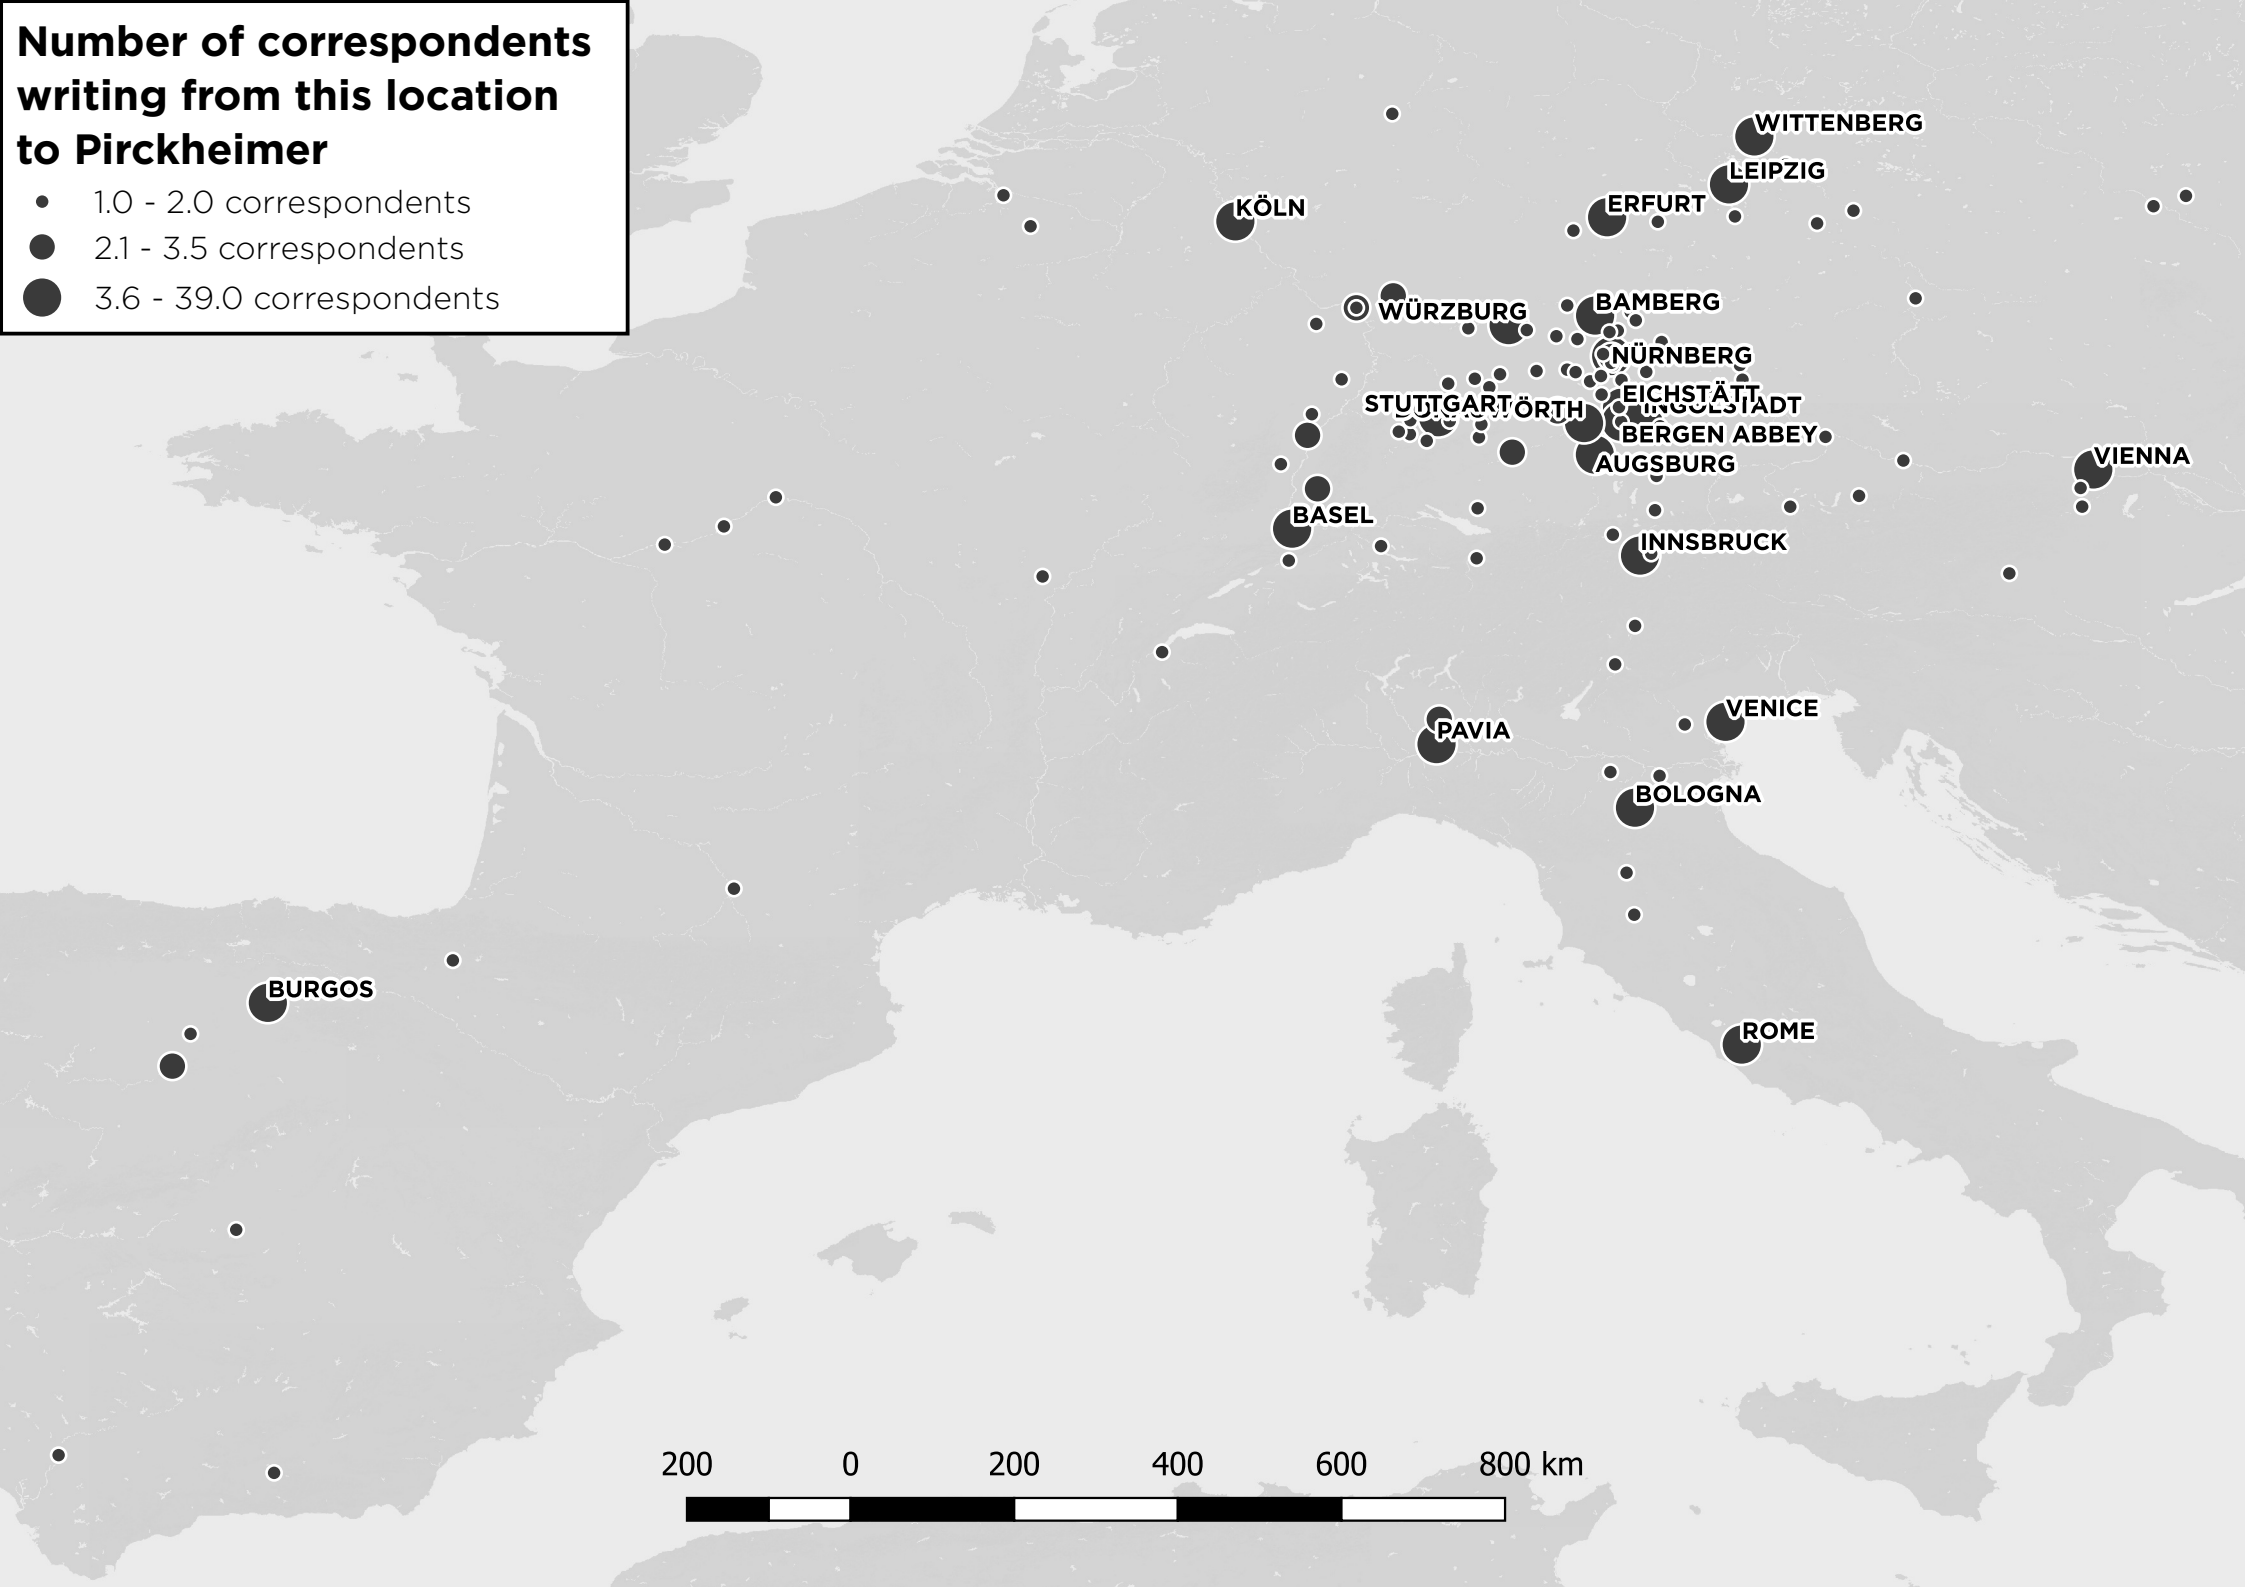 Number of correspondents
writing from this location
to Pirckheimer
1.0 - 2.0 correspondents
2.1 - 3.5 correspondents
3.6 - 39.0 correspondents
WITTENBERG
LEIPZIG
KÖLN
ERFURT
WÜRZBURG
BAMBERG
NÜRNBERG
EICHSTÄTT
STUTTGART
INGOLSTADT
BERGEN ABBEY
AUGSBURG
VIENNA
BASEL
INNSBRUCK
PAVIA
VENICE
BOLOGNA
BURGOS
ROME
200 0 200 400 600 800 km